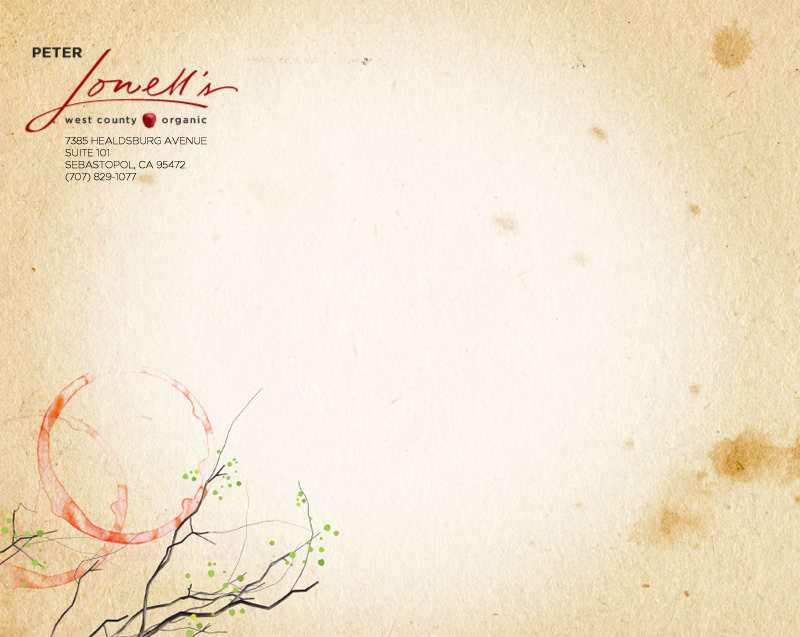 PETER
Lowell's
west county organic
7385 HEALDSBURG AVENUE
SUITE 101
SEBASTOPOL, CA 95472
(707) 829-1077